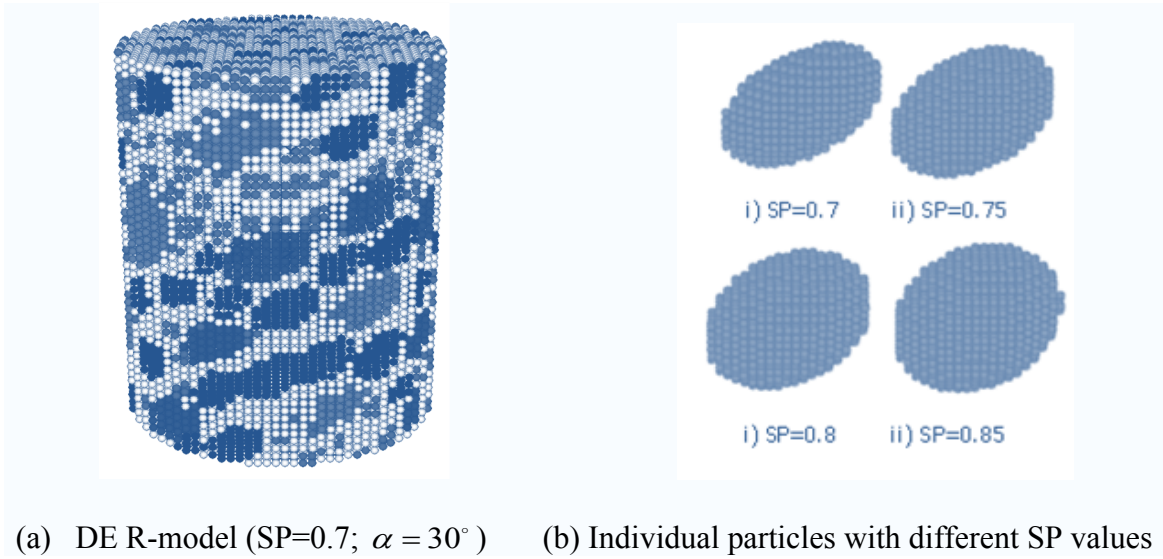 i) SP=0.7 ii) SP=0.75
i) SP=0.8 ii) SP=0.85
(a) DE R-model (SP=0.7; α = 30°) (b) Individual particles with different SP values